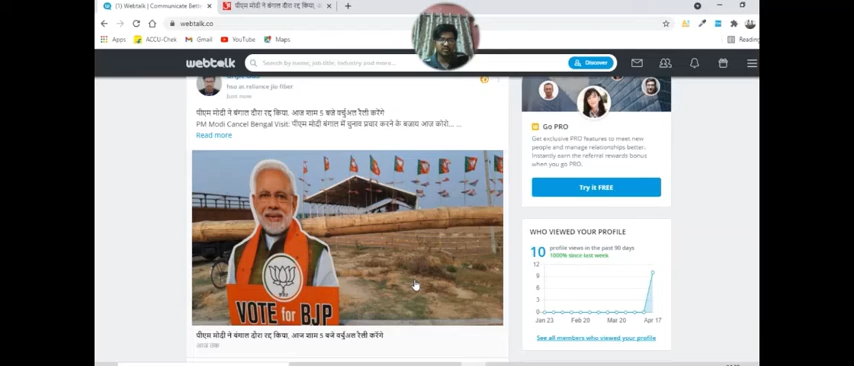 (1) Webtalk | Communicate Bette
पीएम मोदी ने बंगाल दौरा रद्द किया,
webtalk.co
Apps
ACCU-Chek
Gmail
YouTube
Maps
Reading
webtalk
Search by name, job title, industry and more...
Discover
hso at reliance jio fiber
Just now
पीएम मोदी ने बंगाल दौरा रद्द किया, आज शाम 5 बजे वर्चुअल रैली करेंगे
PM Modi Cancel Bengal Visit: पीएम मोदी बंगाल में चुनाव प्रचार करने के बजाय आज कोरो... ...
Read more
VOTE for BJP
पीएम मोदी ने बंगाल दौरा रद्द किया, आज शाम 5 बजे वर्चुअल रैली करेंगे
आज तक
Go PRO
Get exclusive PRO features to meet new
people and manage relationships better.
Instantly earn the referral rewards bonus
when you go PRO.
Try it FREE
WHO VIEWED YOUR PROFILE
10 profile views in the past 90 days
1000% since last week
12
9
6
3
0
Jan 23
Feb 20
Mar 20
Apr 17
See all members who viewed your profile